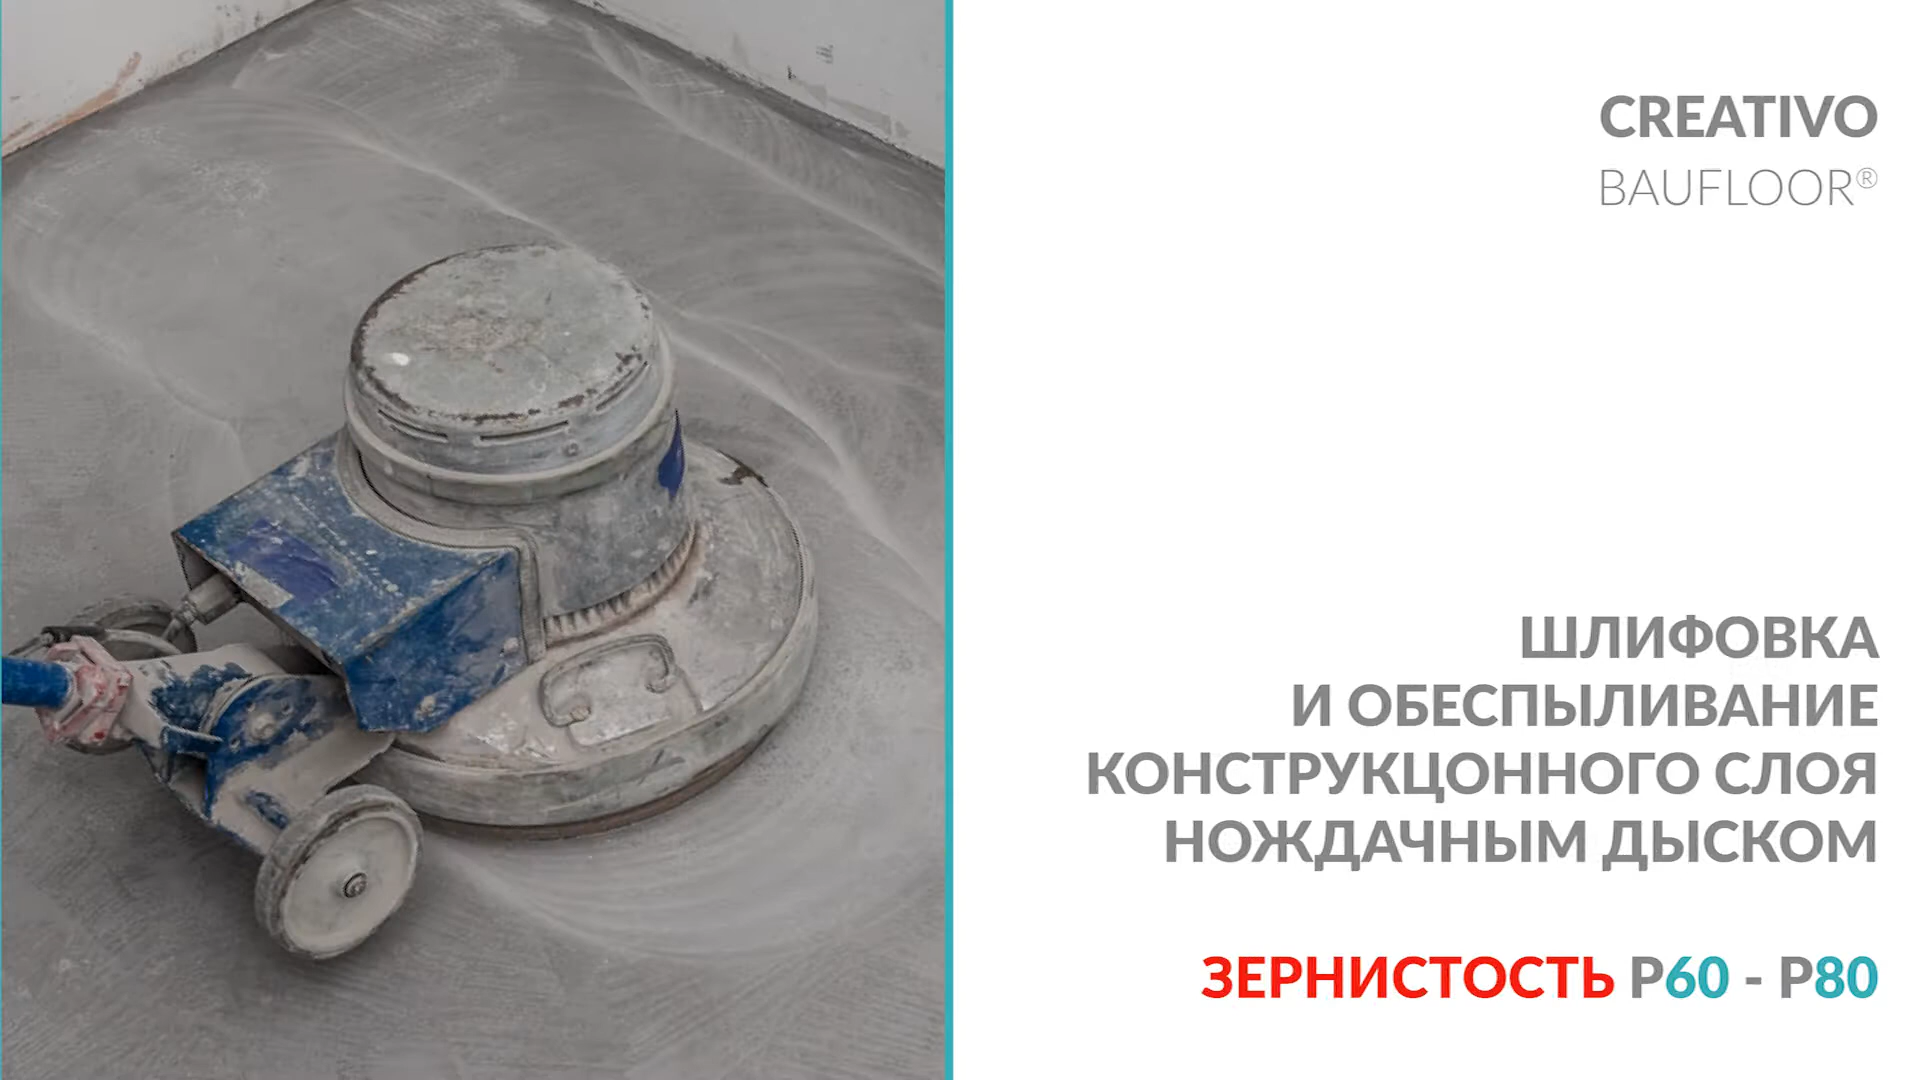 CREATIVO
BAUFLOOR®
ШЛИФОВКА
И ОБЕСПЫЛИВАНИЕ
КОНСТРУКЦОННОГО СЛОЯ
НОЖДАЧНЫМ ДЫСКОМ
ЗЕРНИСТОСТЬ P60 - P80